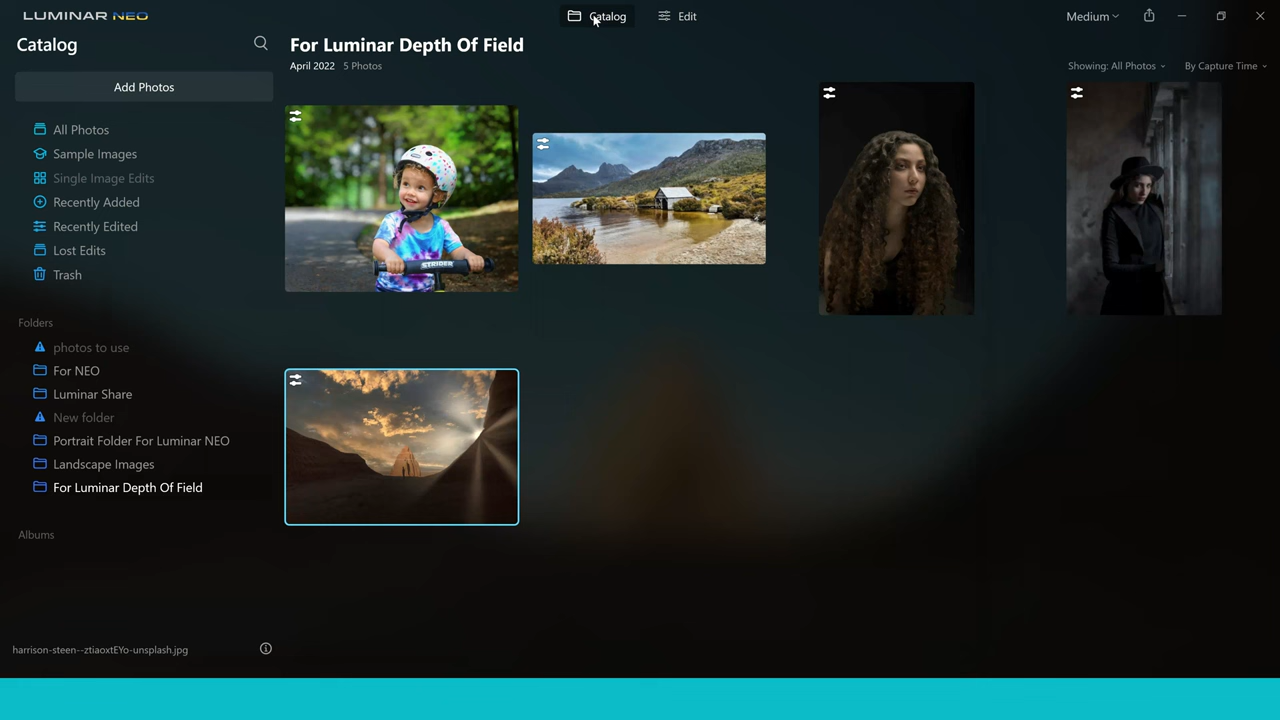 LUMINAR NEO
Catalog
Edit
Medium
Catalog
For Luminar Depth Of Field
April 2022 5 Photos
Showing: All Photos
By Capture Time
Add Photos
All Photos
Sample Images
Single Image Edits
Recently Added
Recently Edited
Lost Edits
Trash
Folders
photos to use
For NEO
Luminar Share
New folder
Portrait Folder For Luminar NEO
Landscape Images
For Luminar Depth Of Field
Albums
harrison-steen--ztiaoxtEYo-unsplash.jpg
STRIDER